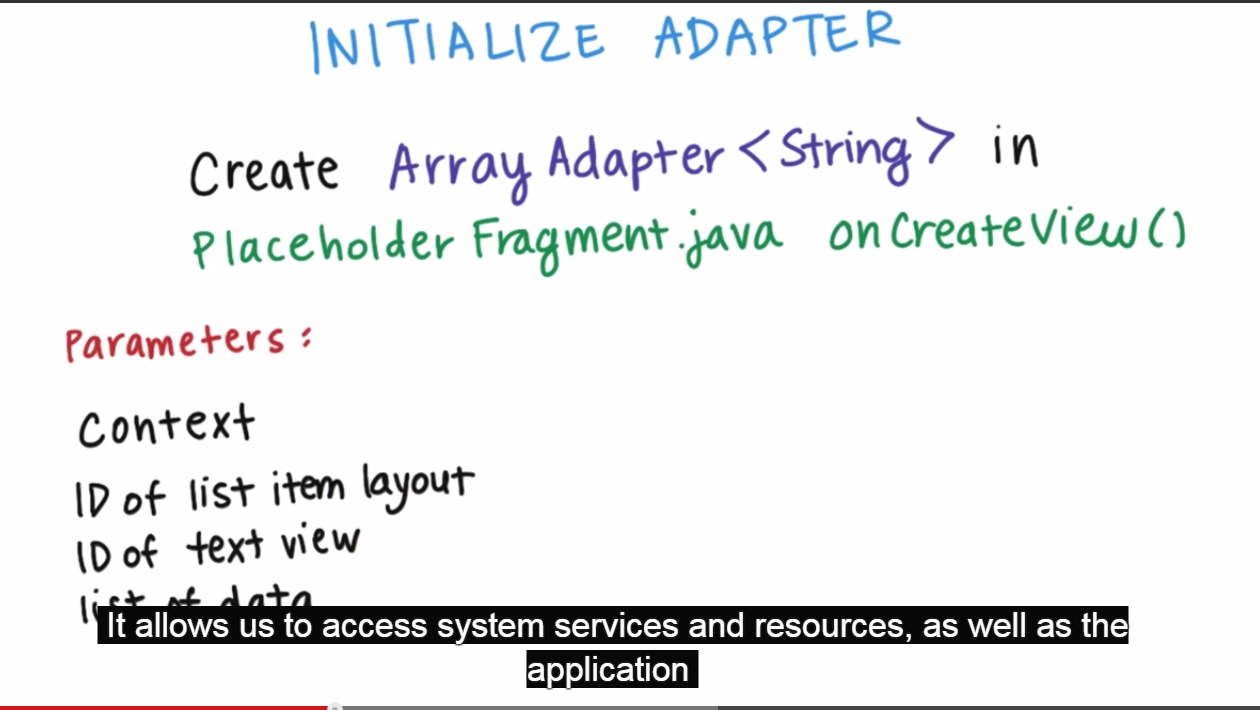 INITIALIZE ADAPTER
Create ArrayAdapter<String> in
PlaceholderFragment.java onCreateView()
Parameters:
Context
ID of list item layout
ID of text view
list of data
It allows us to access system services and resources, as well as the
application